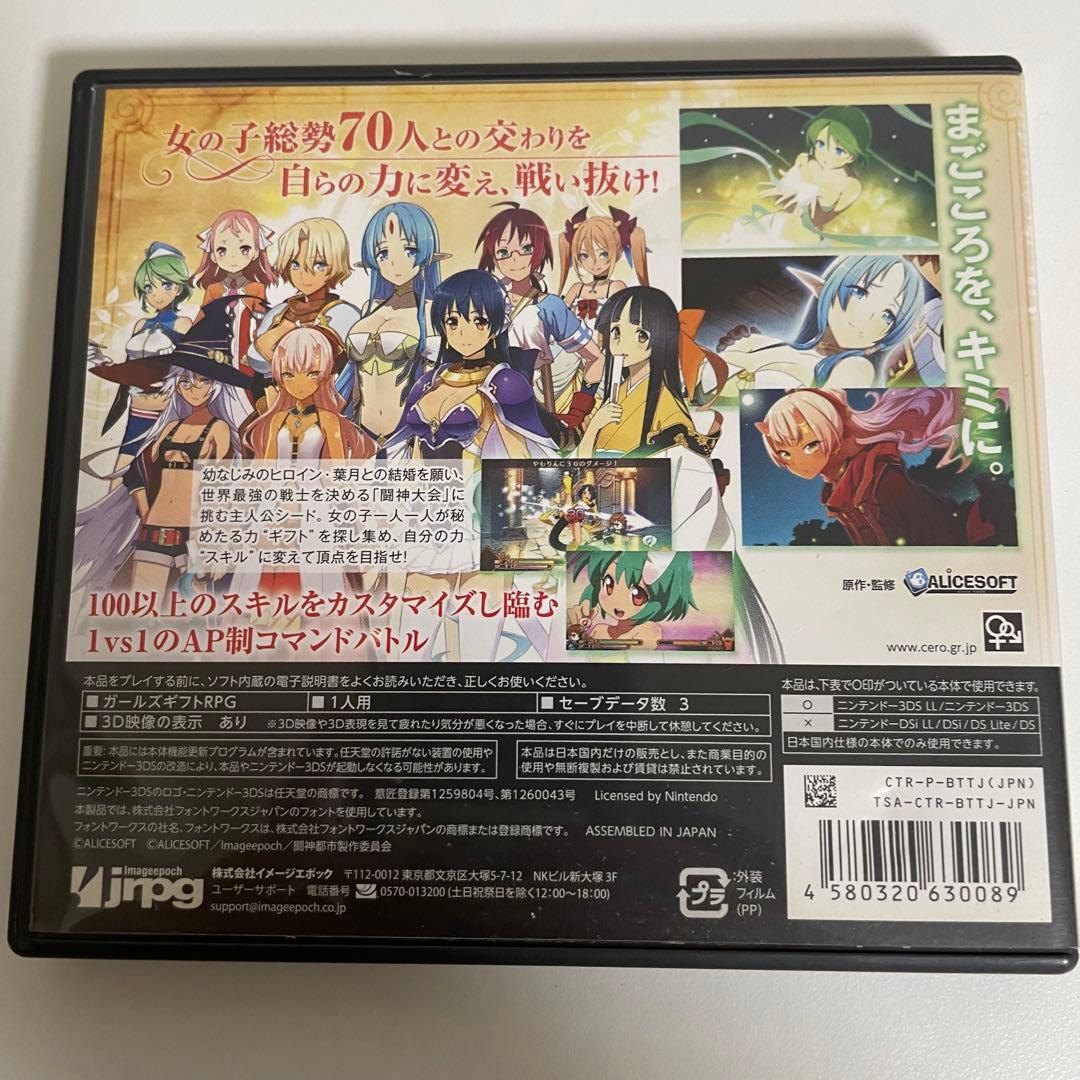 女の子総勢70人との交わりを
自らの力に変え、戦い抜け!
まごころを、キミに。
幼なじみのヒロイン・葉月との結婚を願い、
世界最強の戦士を決める「闘神大会」に
挑む主人公シード。女の子一人一人が秘
めたる力“ギフト”を探し集め、自分の力
“スキル”に変えて頂点を目指せ!
やもりんに30のダメージ!
100以上のスキルをカスタマイズし臨む
1vs1のAP制コマンドバトル
原作・監修 ALICESOFT
www.cero.gr.jp
本品をプレイする前に、ソフト内蔵の電子説明書をよくお読みいただき、正しくお使いください。
■ガールズギフトRPG ■1人用 ■セーブデータ数 3
■3D映像の表示 あり ※3D映像や3D表現を見て疲れたり気分が悪くなった場合、すぐにプレイを中断して休憩してください。
重要:本品には本体機能更新プログラムが含まれています。任天堂の許諾がない装置の使用や
ニンテンドー3DSの改造により、本品やニンテンドー3DSが起動しなくなる可能性があります。
本品は日本国内だけの販売とし、また商業目的の
使用や無断複製および賃貸は禁止されています。
本品は、下表で○印がついている本体で使用できます。
○ ニンテンドー3DS LL/ニンテンドー3DS
× ニンテンドーDSi LL/DSi/DS Lite/DS
日本国内仕様の本体でのみ使用できます。
ニンテンドー3DSのロゴ・ニンテンドー3DSは任天堂の商標です。 意匠登録第1259804号、第1260043号 Licensed by Nintendo
本製品では、株式会社フォントワークスジャパンのフォントを使用しています。
フォントワークスの社名、フォントワークスは、株式会社フォントワークスジャパンの商標または登録商標です。 ASSEMBLED IN JAPAN
©ALICESOFT ©ALICESOFT/Imageepoch/闘神都市製作委員会
CTR-P-BTTJ(JPN)
TSA-CTR-BTTJ-JPN
4 580320 630089
Imageepoch
jrpg
株式会社イメージエポック 〒112-0012 東京都文京区大塚5-7-12 NKビル新大塚 3F
ユーザーサポート 電話番号 0570-013200 (土日祝祭日を除く12:00〜18:00)
support@imageepoch.co.jp
プラ
:外装
フィルム
(PP)